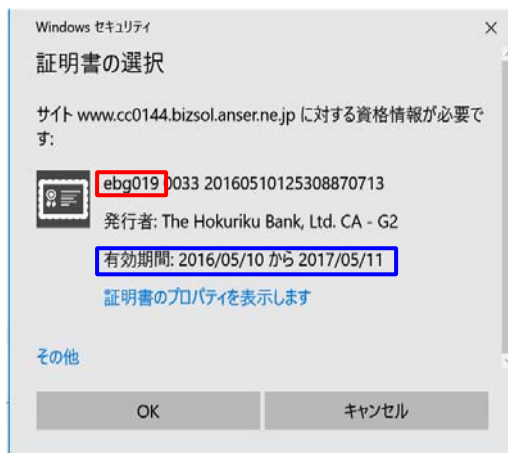 Windows セキュリティ
証明書の選択
サイト www.cc0144.bizsol.anser.ne.jp に対する資格情報が必要で
す:
ebg019 0033 20160510125308870713
発行者: The Hokuriku Bank, Ltd. CA - G2
有効期間: 2016/05/10 から 2017/05/11
証明書のプロパティを表示します
その他
OK キャンセル